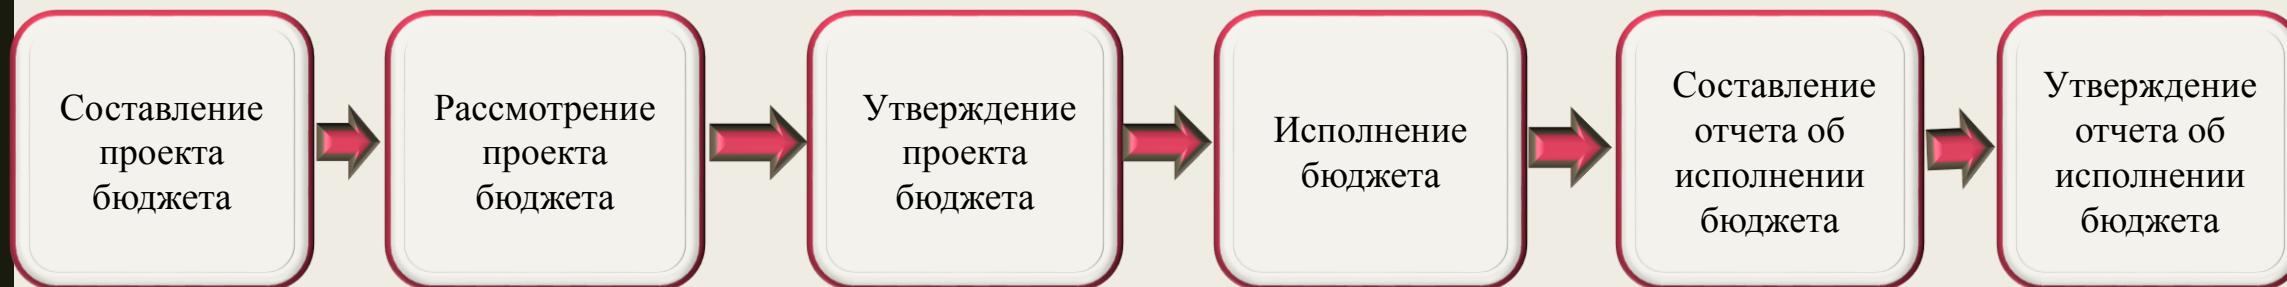 Составление
проекта
бюджета
Рассмотрение
проекта
бюджета
Утверждение
проекта
бюджета
Исполнение
бюджета
Составление
отчета об
исполнении
бюджета
Утверждение
отчета об
исполнении
бюджета